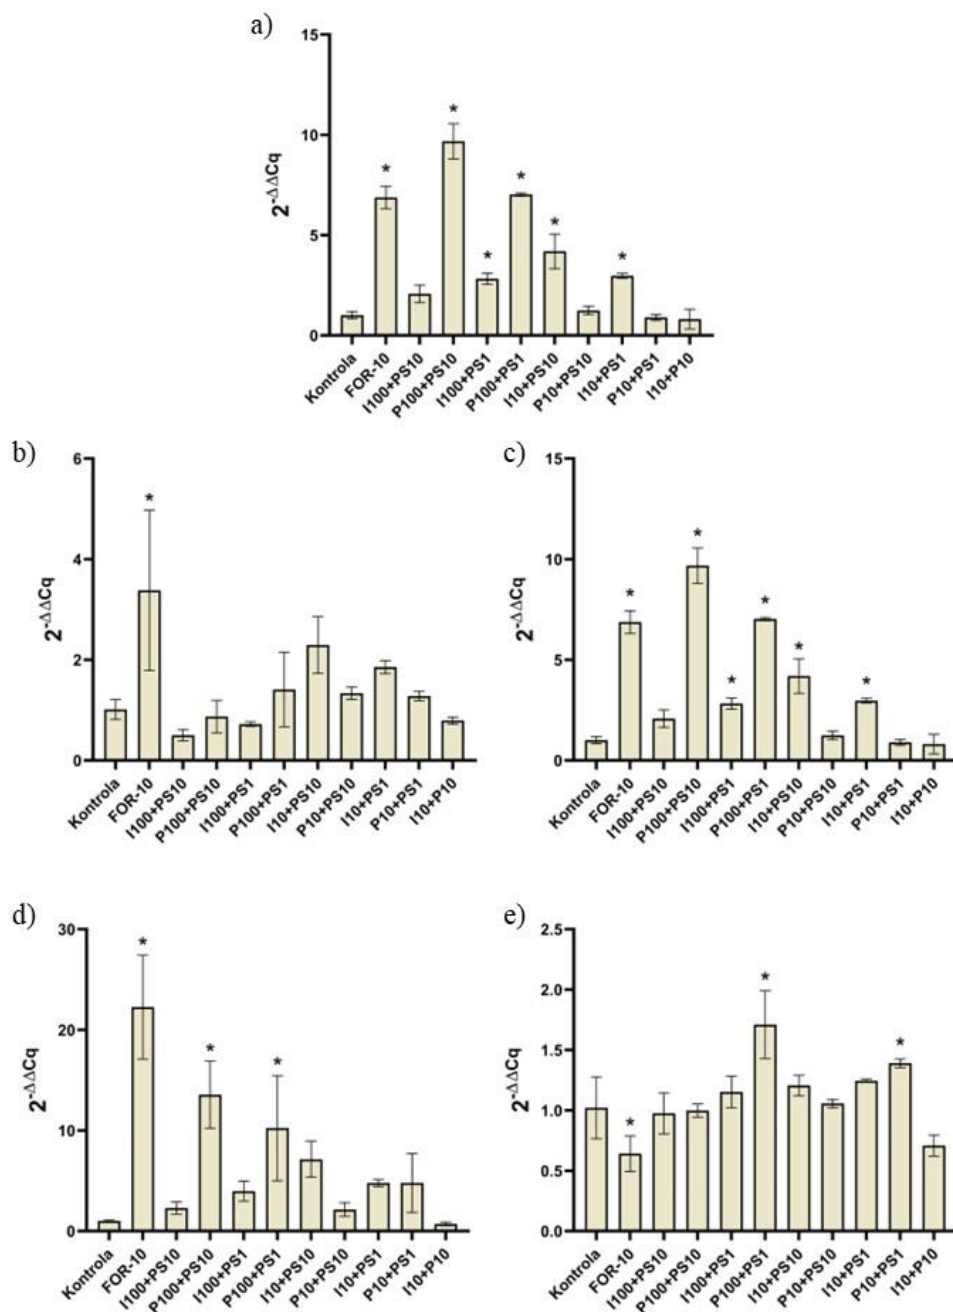 a)
15
10
5
0
2-ΔΔCq
* * * * * *
Kontrola FOR-10 I100+PS10 P100+PS10 I100+PS1 P100+PS1 I10+PS10 P10+PS10 I10+PS1 P10+PS1 I10+P10
b)
6
4
2
0
2-ΔΔCq
*
Kontrola FOR-10 I100+PS10 P100+PS10 I100+PS1 P100+PS1 I10+PS10 P10+PS10 I10+PS1 P10+PS1 I10+P10
c)
15
10
5
0
2-ΔΔCq
* * * * * *
Kontrola FOR-10 I100+PS10 P100+PS10 I100+PS1 P100+PS1 I10+PS10 P10+PS10 I10+PS1 P10+PS1 I10+P10
d)
30
20
10
0
2-ΔΔCq
* * *
Kontrola FOR-10 I100+PS10 P100+PS10 I100+PS1 P100+PS1 I10+PS10 P10+PS10 I10+PS1 P10+PS1 I10+P10
e)
2.5
2.0
1.5
1.0
0.5
0.0
2-ΔΔCq
* * *
Kontrola FOR-10 I100+PS10 P100+PS10 I100+PS1 P100+PS1 I10+PS10 P10+PS10 I10+PS1 P10+PS1 I10+P10